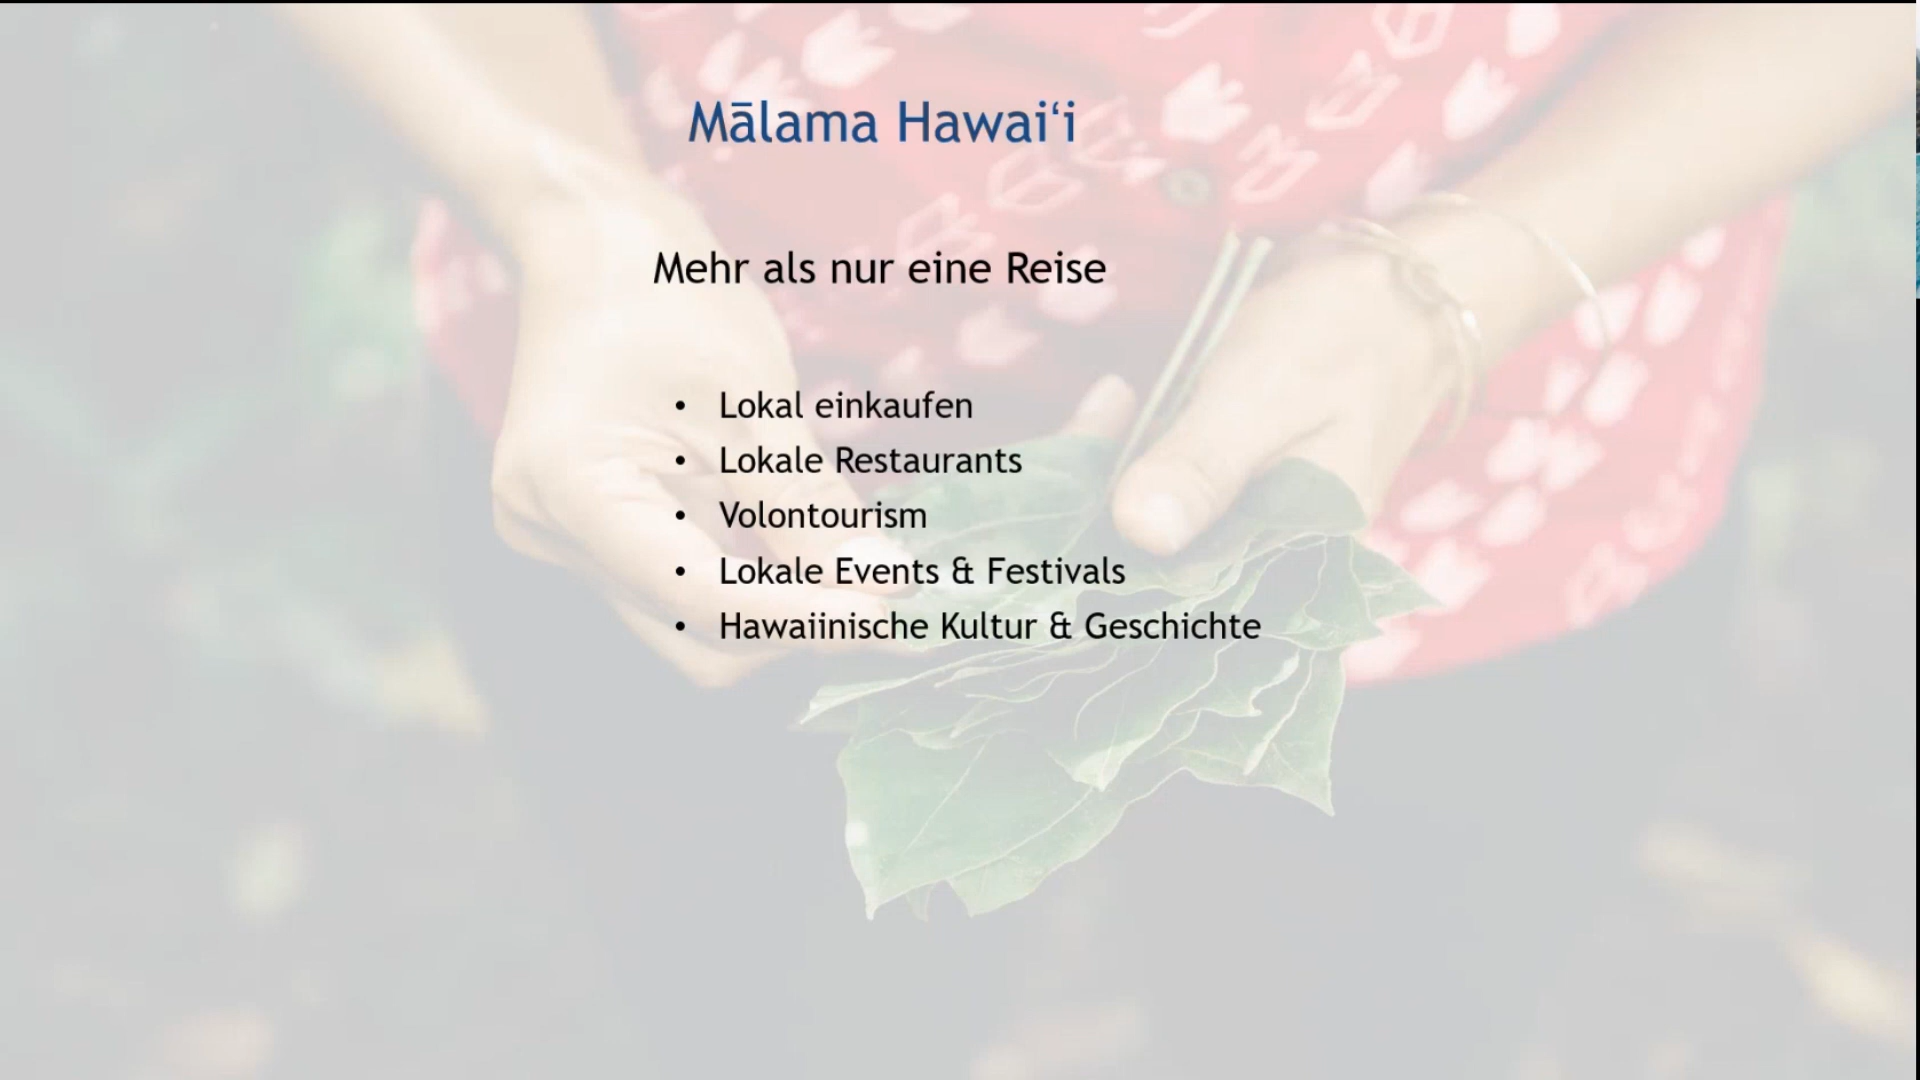 Mālama Hawaiʻi
Mehr als nur eine Reise
• Lokal einkaufen
• Lokale Restaurants
• Volontourism
• Lokale Events & Festivals
• Hawaiinische Kultur & Geschichte